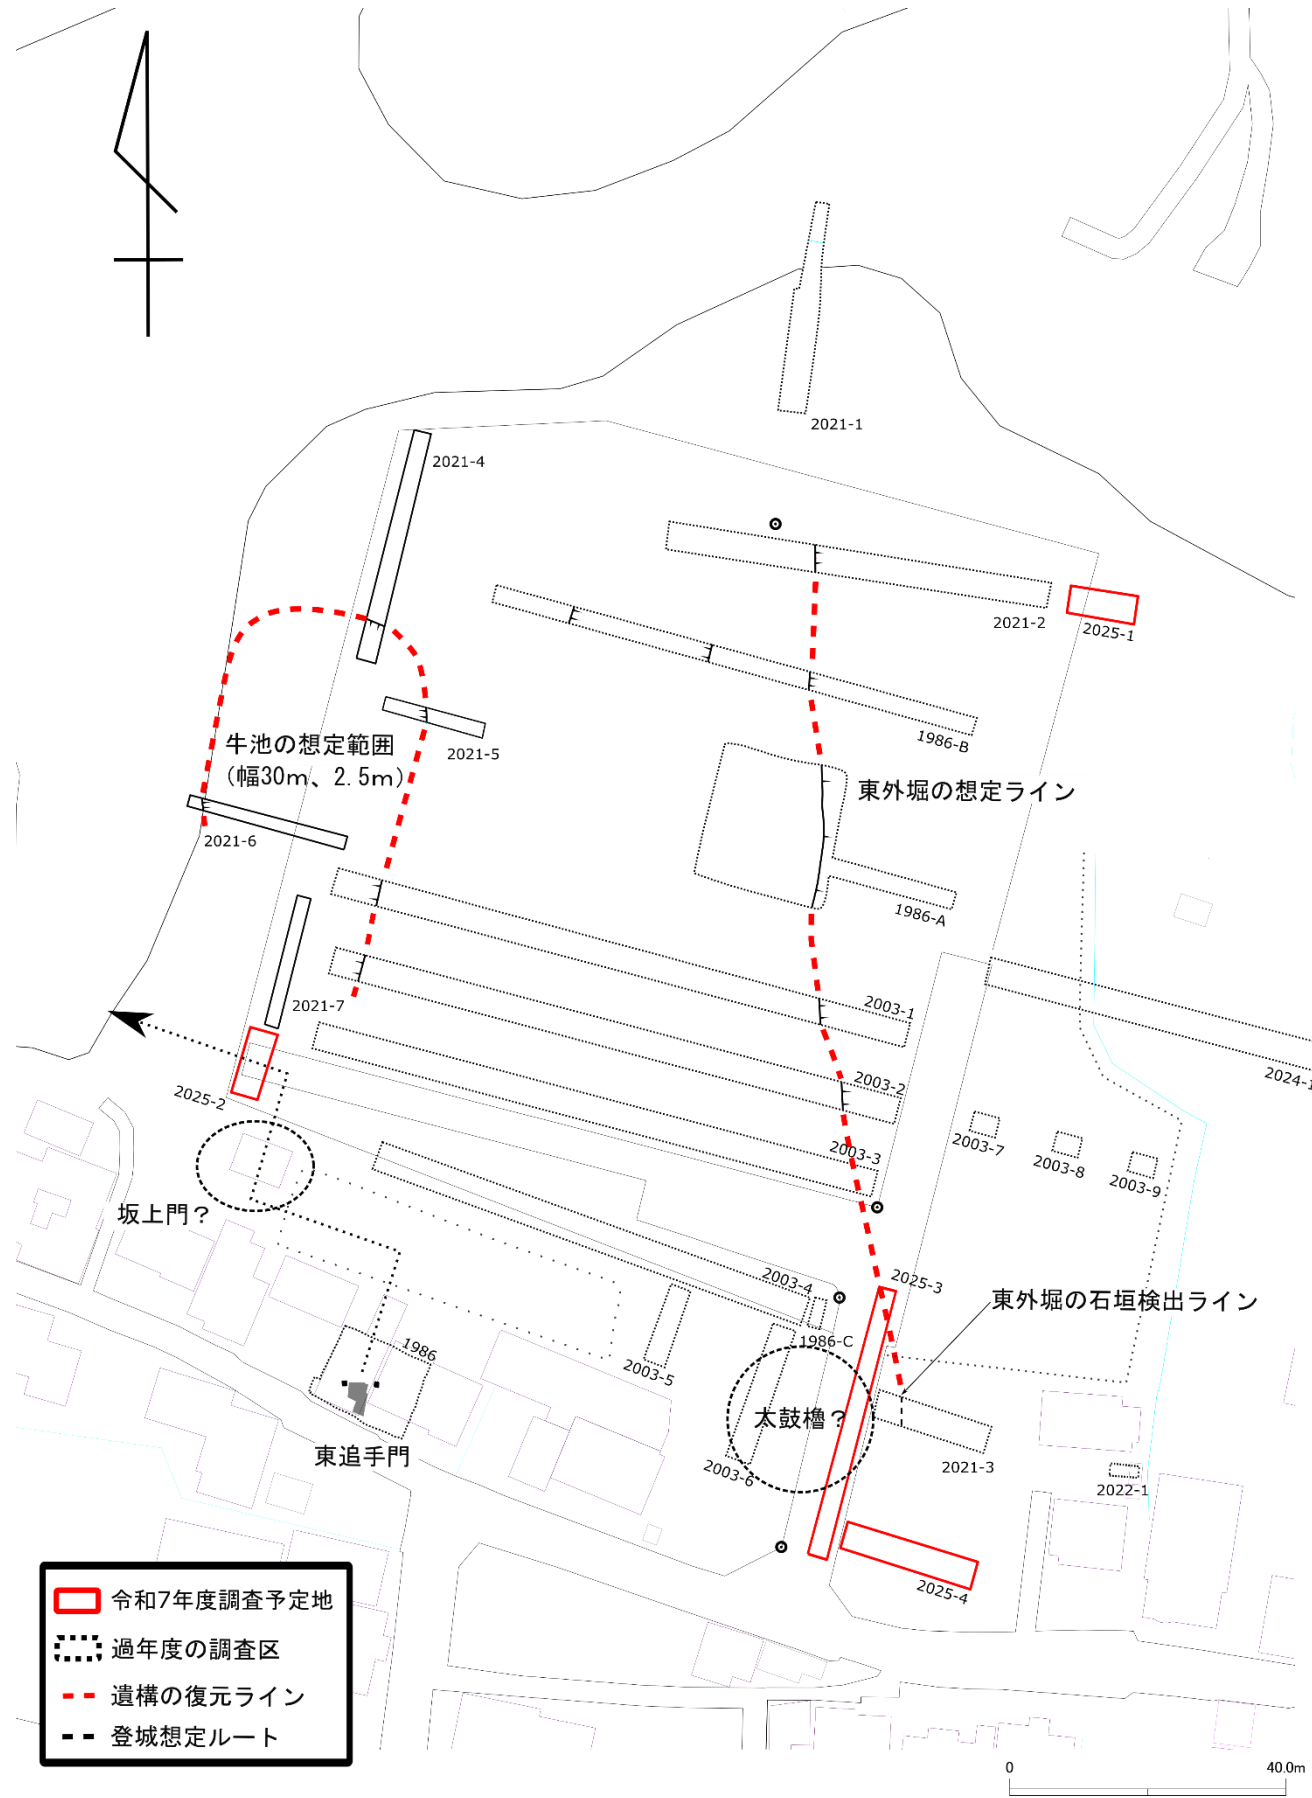 2021-1
2021-4
2021-2
2025-1
1986-B
2021-5
牛池の想定範囲
(幅30m、2.5m)
東外堀の想定ライン
2021-6
1986-A
2021-7
2003-1
2024-1
2003-2
2025-2
2003-3
2003-7
2003-8
2003-9
坂上門?
2003-4
2025-3
東外堀の石垣検出ライン
1986-C
1986
2003-5
太鼓櫓?
東追手門
2003-6
2021-3
2022-1
2025-4
令和7年度調査予定地
過年度の調査区
遺構の復元ライン
登城想定ルート
0
40.0m